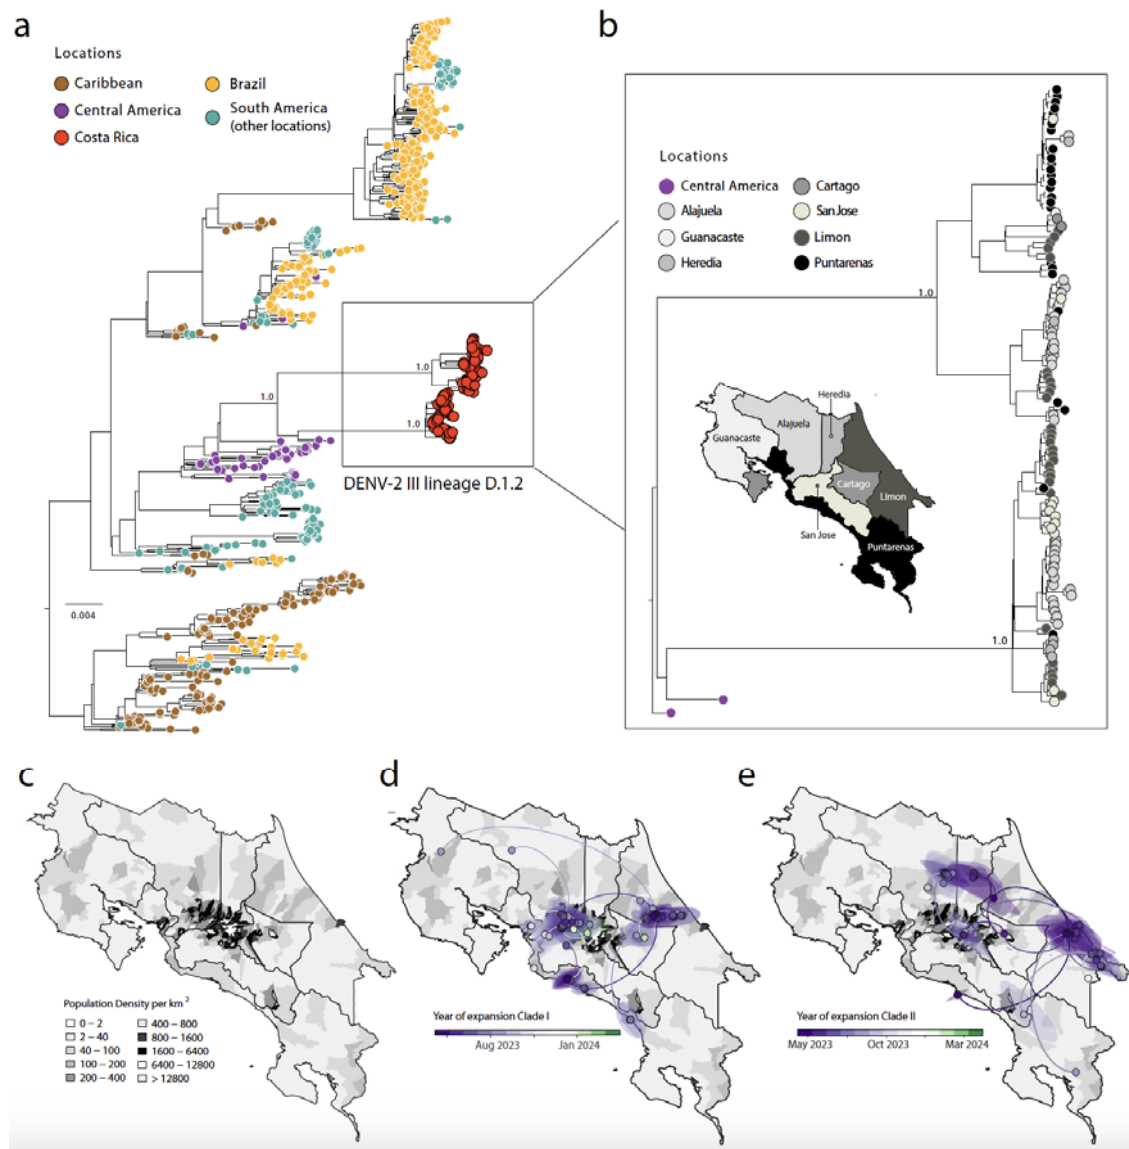 a
Locations
Caribbean
Central America
Costa Rica
Brazil
South America
(other locations)
1.0
1.0
1.0
DENV-2 III lineage D.1.2
0.004
b
Locations
Central America
Alajuela
Guanacaste
Heredia
Cartago
San Jose
Limon
Puntarenas
1.0
Heredia
Alajuela
Guanacaste
Cartago
Limon
San Jose
Puntarenas
1.0
c
Population Density per km 2
0 – 2
2 – 40
40 – 100
100 – 200
200 – 400
400 – 800
800 – 1600
1600 – 6400
6400 – 12800
> 12800
d
Year of expansion Clade I
Aug 2023 Jan 2024
e
Year of expansion Clade II
May 2023 Oct 2023 Mar 2024